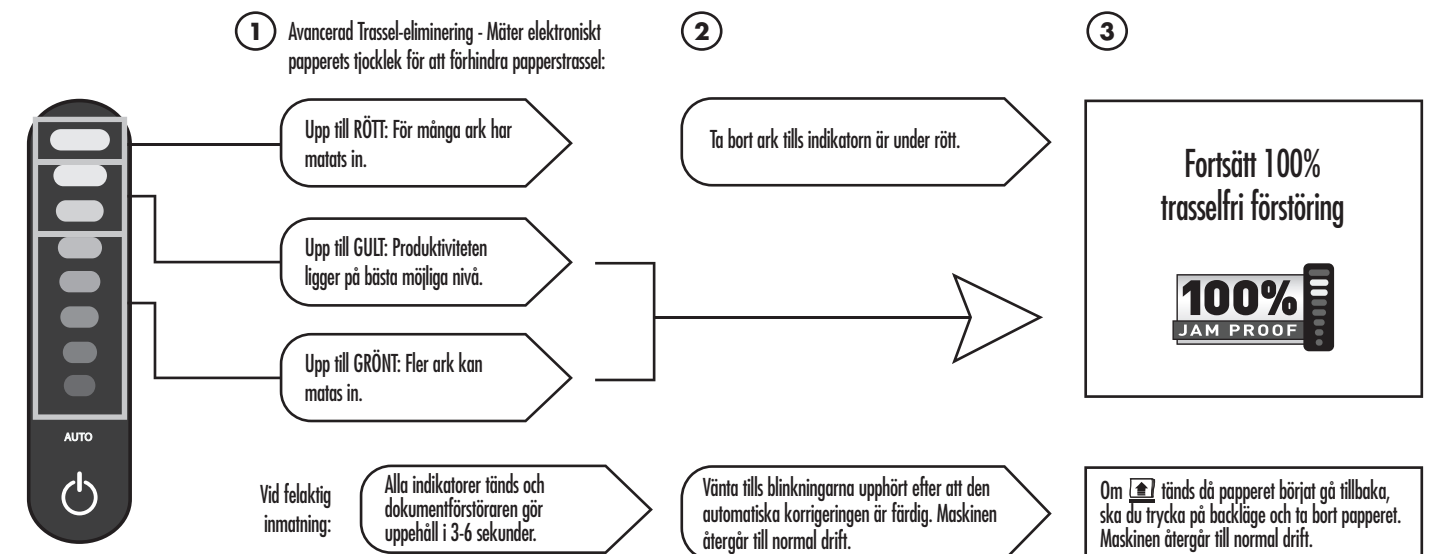 1
Avancerad Trassel-eliminering - Mäter elektroniskt
papperets tjocklek för att förhindra papperstrassel:
2
3
Upp till RÖTT: För många ark har
matats in.
Ta bort ark tills indikatorn är under rött.
Upp till GULT: Produktiviteten
ligger på bästa möjliga nivå.
Upp till GRÖNT: Fler ark kan
matas in.
Fortsätt 100%
trasselfri förstöring
100%
JAM PROOF
AUTO
Vid felaktig
inmatning:
Alla indikatorer tänds och
dokumentförstöraren gör
uppehåll i 3-6 sekunder.
Vänta tills blinkningarna upphört efter att den
automatiska korrigeringen är färdig. Maskinen
återgår till normal drift.
Om tänds då papperet börjat gå tillbaka,
ska du trycka på backläge och ta bort papperet.
Maskinen återgår till normal drift.